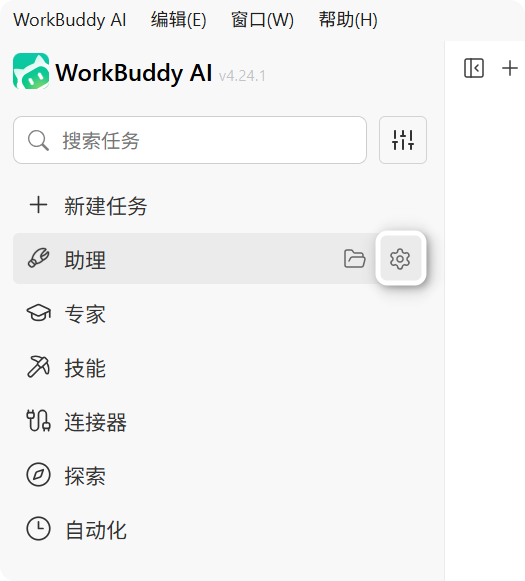 WorkBuddy AI 编辑(E) 窗口(W) 帮助(H)
WorkBuddy AI v4.24.1
搜索任务
新建任务
助理
专家
技能
连接器
探索
自动化